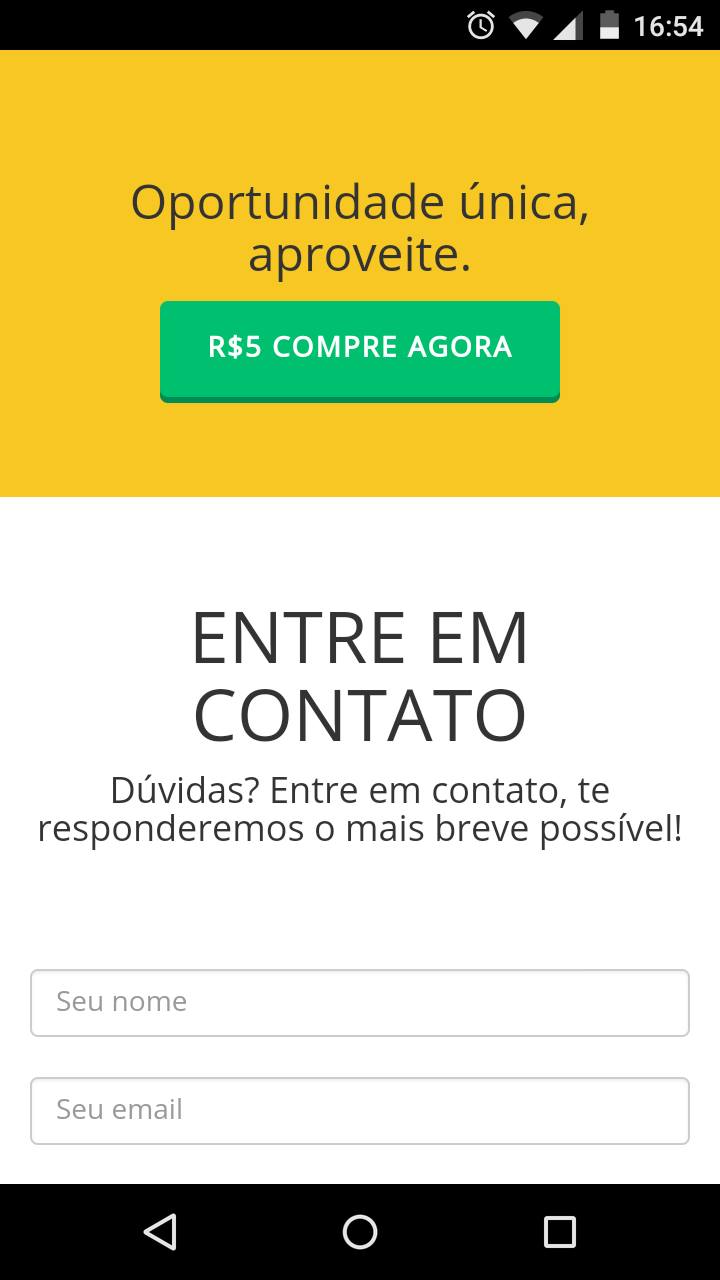 16:54
Oportunidade única,
aproveite.
R$5 COMPRE AGORA
ENTRE EM
CONTATO
Dúvidas? Entre em contato, te
responderemos o mais breve possível!
Seu nome
Seu email